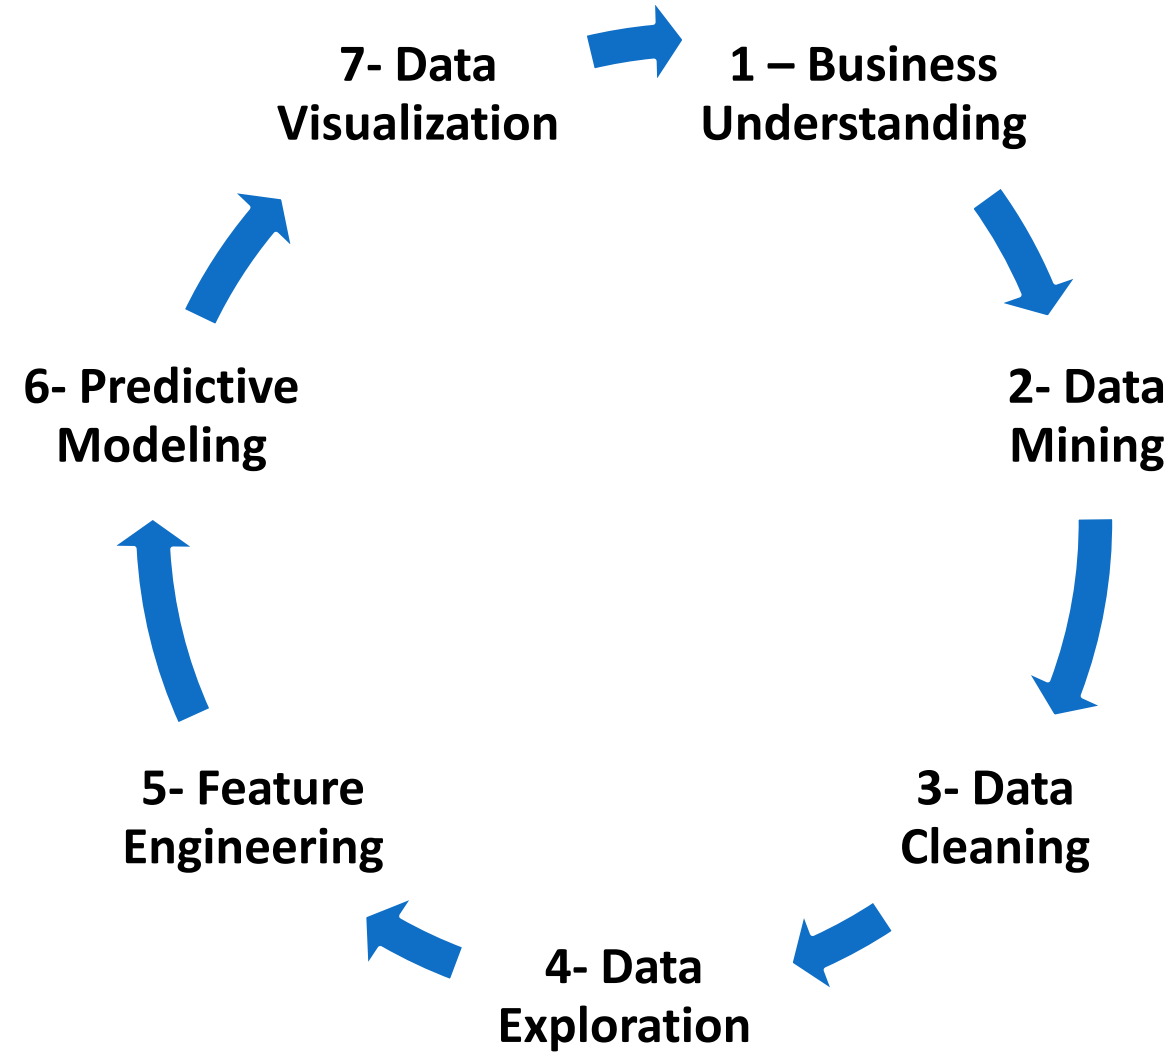 1 – Business
Understanding
2- Data
Mining
3- Data
Cleaning
4- Data
Exploration
5- Feature
Engineering
6- Predictive
Modeling
7- Data
Visualization